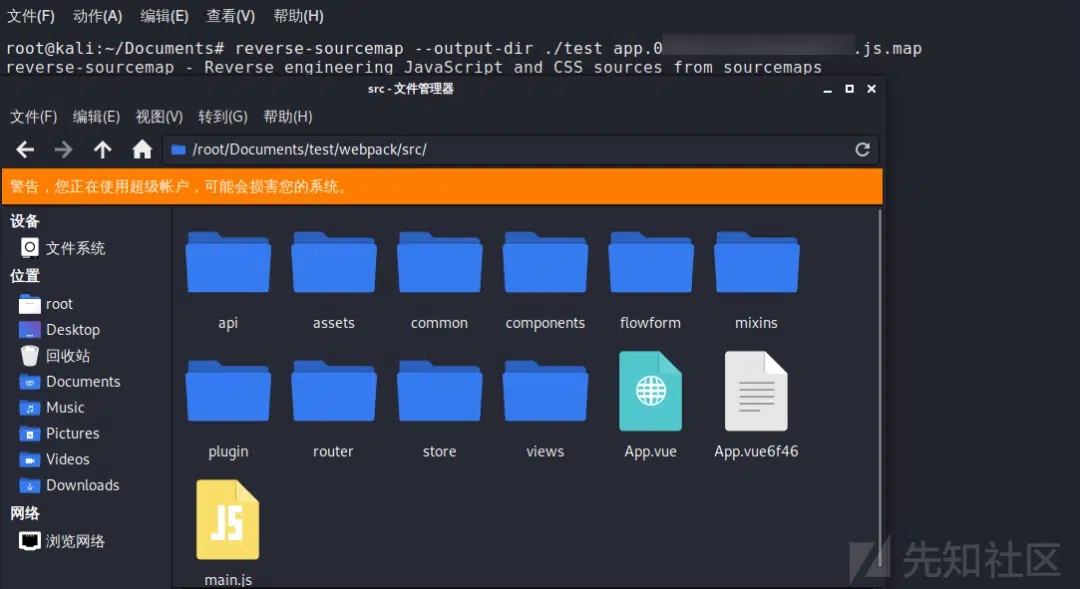 文件(F) 动作(A) 编辑(E) 查看(V) 帮助(H)
root@kali:~/Documents# reverse-sourcemap --output-dir ./test app.0 .js.map
reverse-sourcemap - Reverse engineering JavaScript and CSS sources from sourcemaps
src - 文件管理器
文件(F) 编辑(E) 视图(V) 转到(G) 帮助(H)
/root/Documents/test/webpack/src/
警告，您正在使用超级帐户，可能会损害您的系统。
设备
文件系统
位置
root
Desktop
回收站
Documents
Music
Pictures
Videos
Downloads
网络
浏览网络
api assets common components flowform mixins
plugin router store views App.vue App.vue6f46
JS
main.js
先知社区